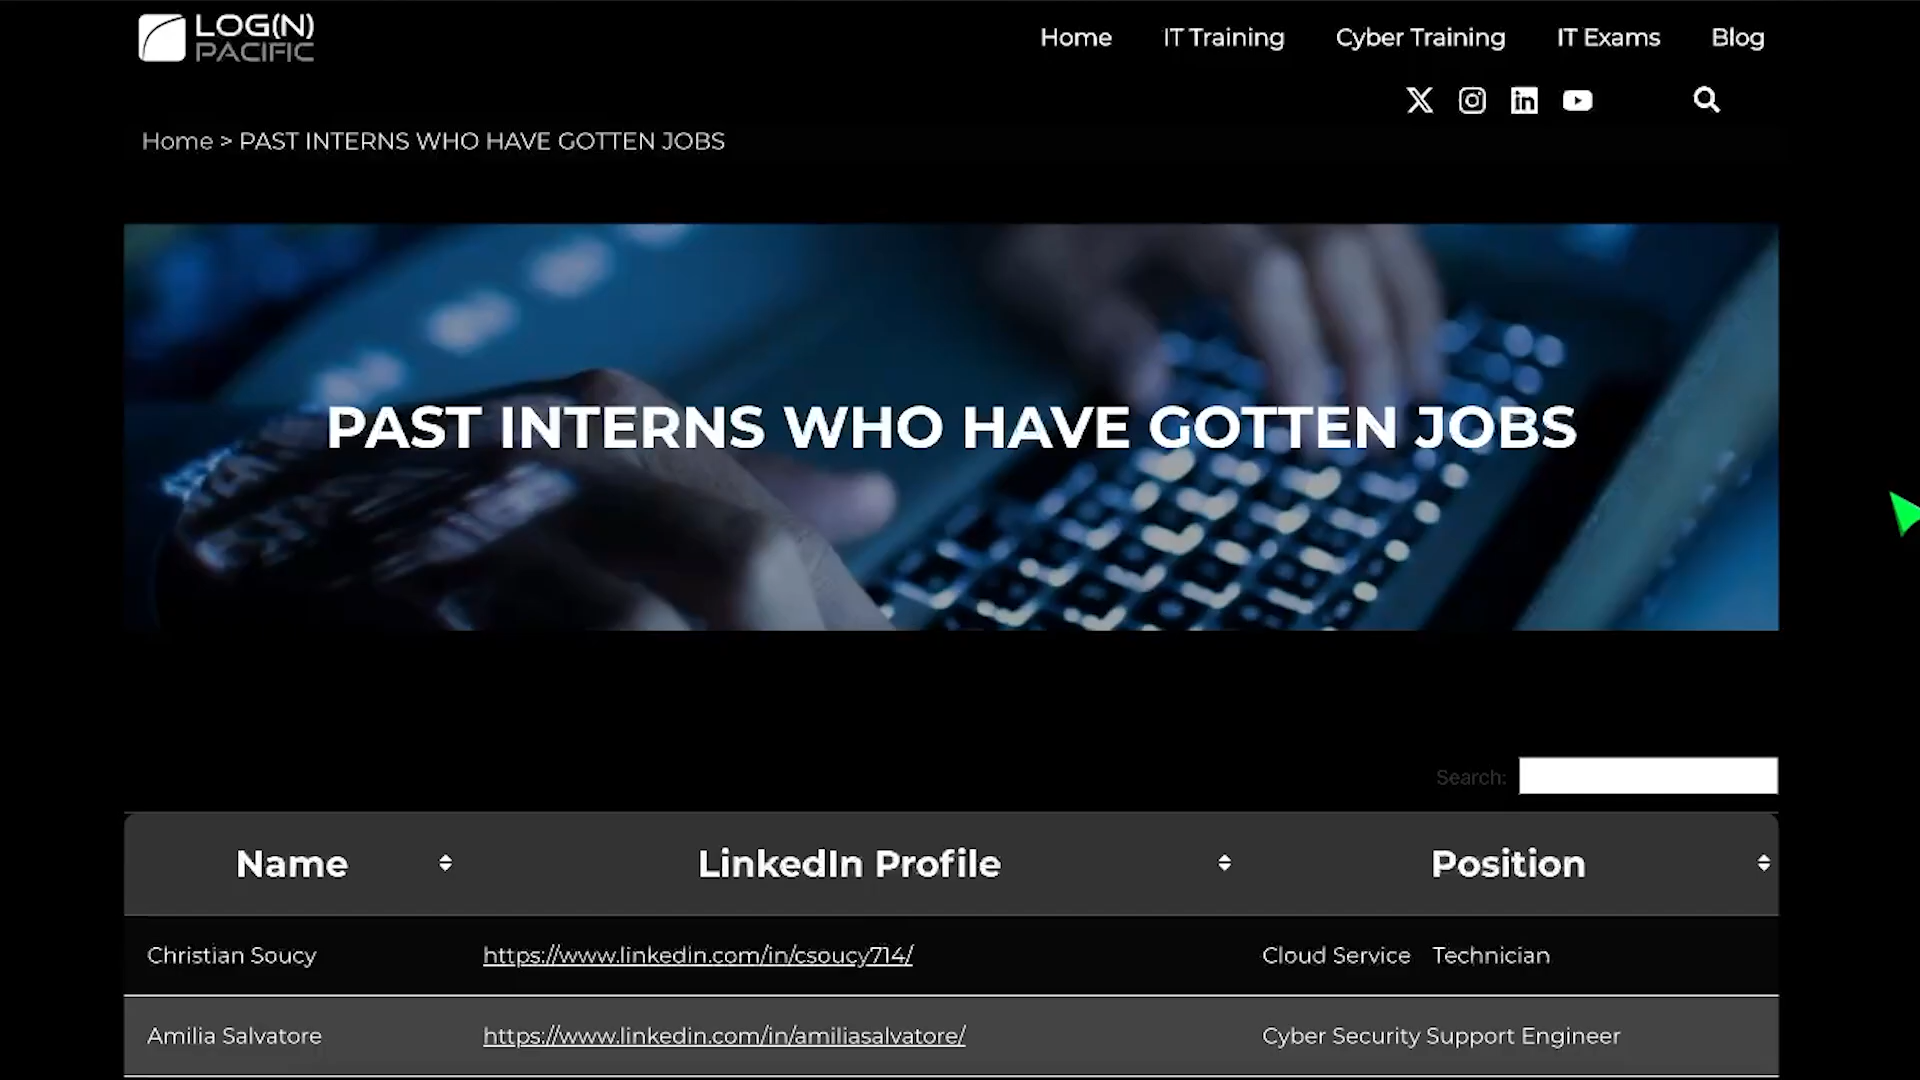 LOG(N)
PACIFIC
Home IT Training Cyber Training IT Exams Blog
Home > PAST INTERNS WHO HAVE GOTTEN JOBS
PAST INTERNS WHO HAVE GOTTEN JOBS
Search:
Name LinkedIn Profile Position
Christian Soucy https://www.linkedin.com/in/csoucy714/ Cloud Service Technician
Amilia Salvatore https://www.linkedin.com/in/amiliasalvatore/ Cyber Security Support Engineer